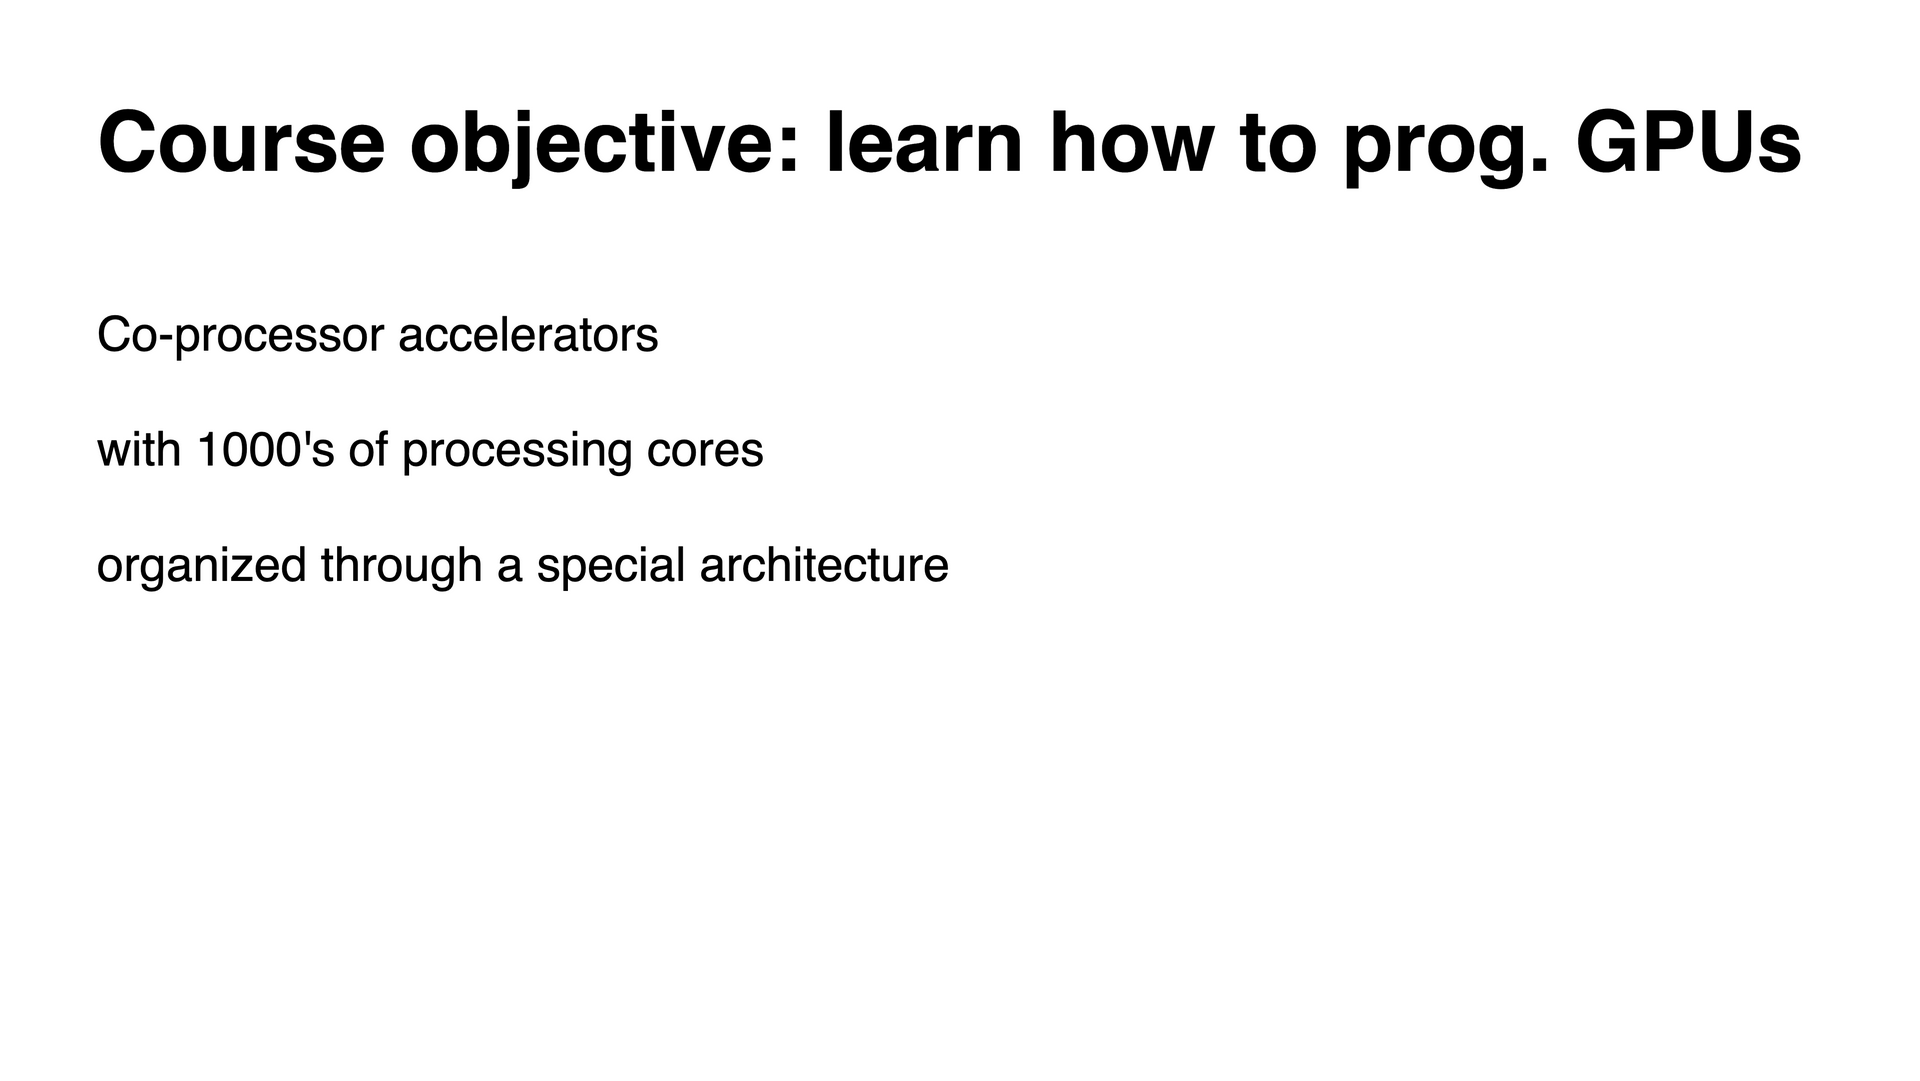 Course objective: learn how to prog. GPUs
Co-processor accelerators
with 1000's of processing cores
organized through a special architecture